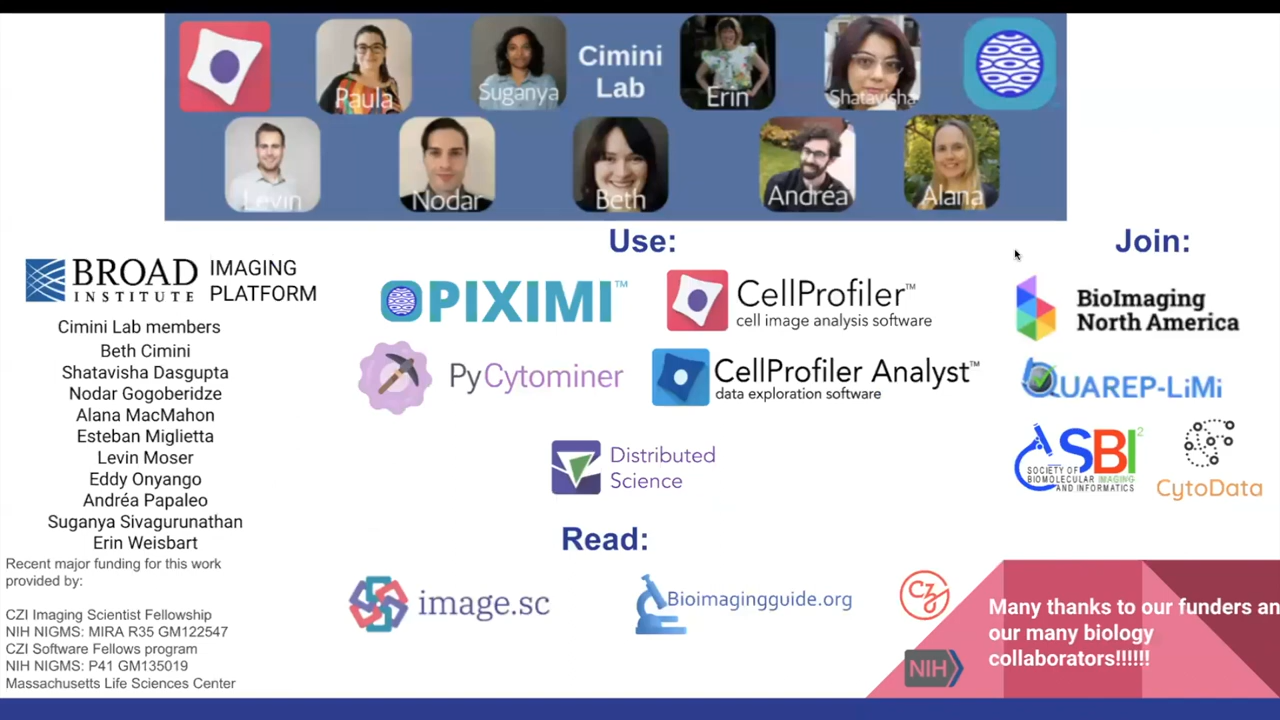 Paula
Suganya
Cimini
Lab
Erin
Shatavisha
Levin
Nodar
Beth
Andréa
Alana
BROAD
INSTITUTE
IMAGING
PLATFORM
Cimini Lab members
Beth Cimini
Shatavisha Dasgupta
Nodar Gogoberidze
Alana MacMahon
Esteban Miglietta
Levin Moser
Eddy Onyango
Andréa Papaleo
Suganya Sivagurunathan
Erin Weisbart
Recent major funding for this work
provided by:
CZI Imaging Scientist Fellowship
NIH NIGMS: MIRA R35 GM122547
CZI Software Fellows program
NIH NIGMS: P41 GM135019
Massachusetts Life Sciences Center
Use:
PIXIMI™
CellProfiler™
cell image analysis software
PyCytominer
CellProfiler Analyst™
data exploration software
Distributed
Science
Read:
image.sc
Bioimagingguide.org
Join:
BioImaging
North America
QUAREP-LiMi
SBI²
SOCIETY OF
BIOMOLECULAR IMAGING
AND INFORMATICS
CytoData
CZI
NIH
Many thanks to our funders an
our many biology
collaborators!!!!!!